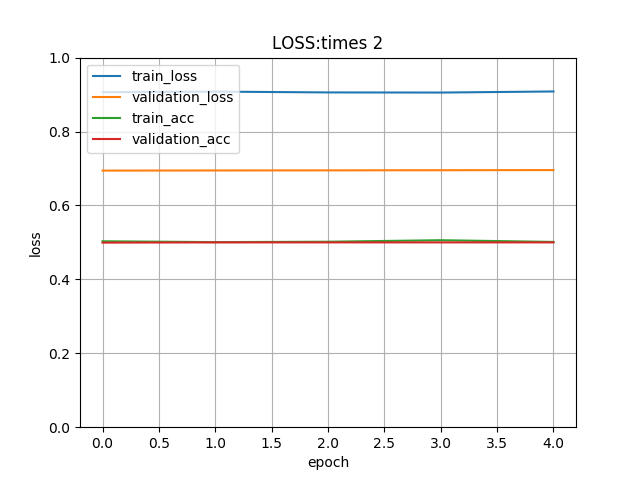 LOSS:times 2
1.0
0.8
0.6
0.4
0.2
0.0
loss
train_loss
validation_loss
train_acc
validation_acc
0.0 0.5 1.0 1.5 2.0 2.5 3.0 3.5 4.0
epoch